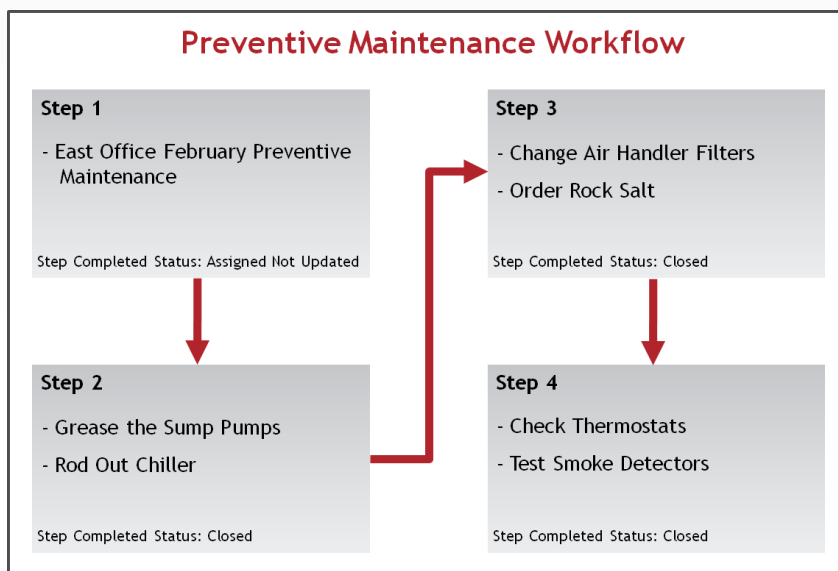 Preventive Maintenance Workflow
Step 1
- East Office February Preventive
Maintenance
Step Completed Status: Assigned Not Updated
Step 2
- Grease the Sump Pumps
- Rod Out Chiller
Step Completed Status: Closed
Step 3
- Change Air Handler Filters
- Order Rock Salt
Step Completed Status: Closed
Step 4
- Check Thermostats
- Test Smoke Detectors
Step Completed Status: Closed